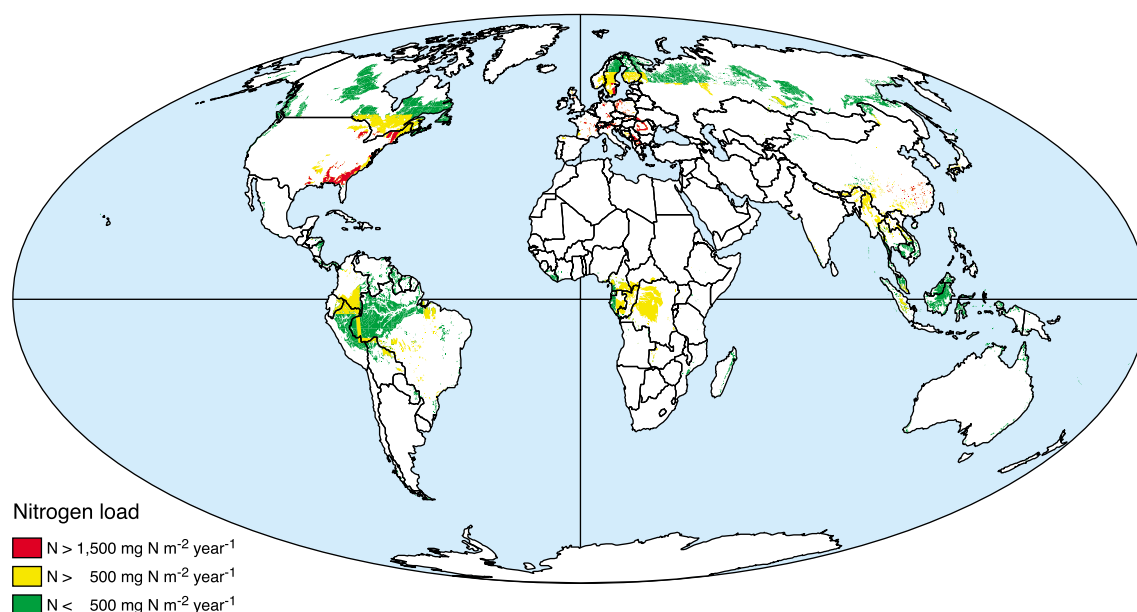 Nitrogen load
N > 1,500 mg N m⁻² year⁻¹
N > 500 mg N m⁻² year⁻¹
N < 500 mg N m⁻² year⁻¹